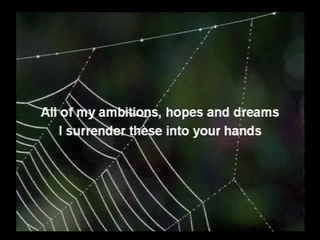 All of my ambitions, hopes and dreams
I surrender these into your hands